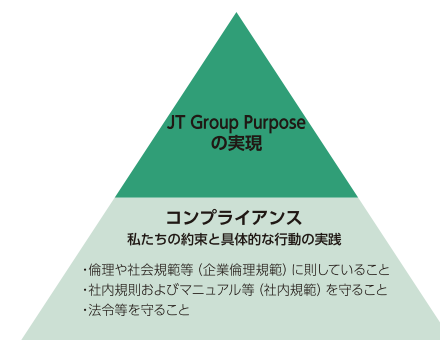 JT Group Purpose
の実現
コンプライアンス
私たちの約束と具体的な行動の実践
・倫理や社会規範等（企業倫理規範）に則していること
・社内規則およびマニュアル等（社内規範）を守ること
・法令等を守ること